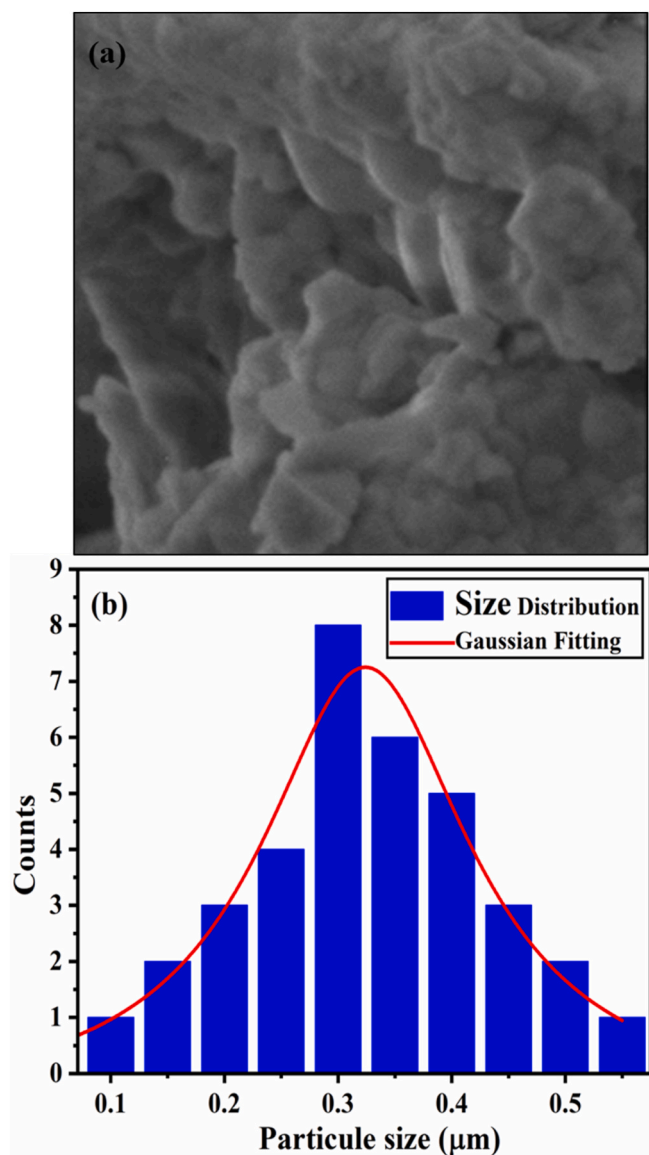 (a)
(b)
Size Distribution
Gaussian Fitting
9
8
7
6
5
4
3
2
1
0
Counts
0.1 0.2 0.3 0.4 0.5
Particule size (μm)